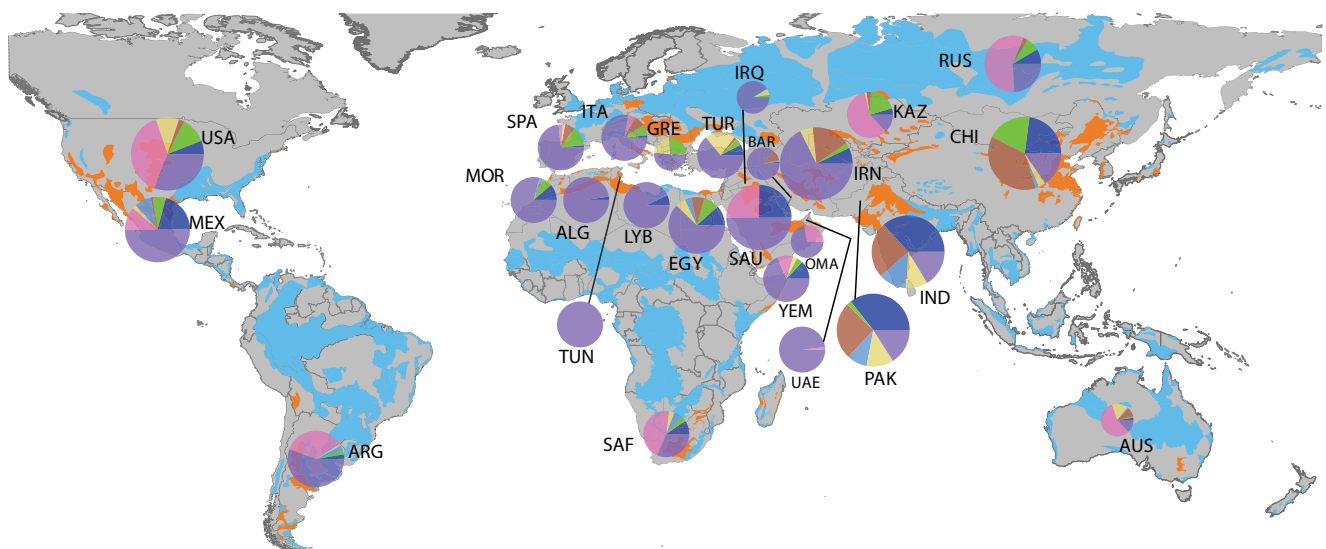 RUS
IRQ
KAZ
ITA
SPA
GRE
TUR
USA
BAR
CHI
MOR
IRN
MEX
ALG
LYB
EGY
SAU
OMA
IND
YEM
TUN
UAE
PAK
SAF
AUS
ARG